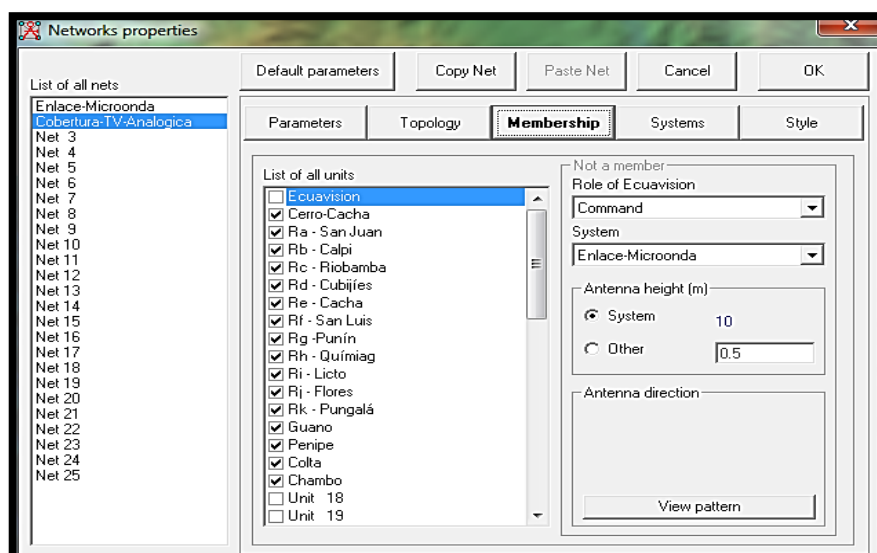 Networks properties
List of all nets
Enlace-Microonda
Cobertura-TV-Analogica
Net 3
Net 4
Net 5
Net 6
Net 7
Net 8
Net 9
Net 10
Net 11
Net 12
Net 13
Net 14
Net 15
Net 16
Net 17
Net 18
Net 19
Net 20
Net 21
Net 22
Net 23
Net 24
Net 25
Default parameters
Copy Net
Paste Net
Cancel
OK
Parameters
Topology
Membership
Systems
Style
List of all units
Ecuavision
Cerro-Cacha
Ra - San Juan
Rb - Calpi
Rc - Riobamba
Rd - Cubijíes
Re - Cacha
Rf - San Luis
Rg -Punín
Rh - Químiag
Ri - Licto
Rj - Flores
Rk - Pungalá
Guano
Penipe
Colta
Chambo
Unit 18
Unit 19
Not a member
Role of Ecuavision
Command
System
Enlace-Microonda
Antenna height (m)
System 10
Other 0.5
Antenna direction
View pattern